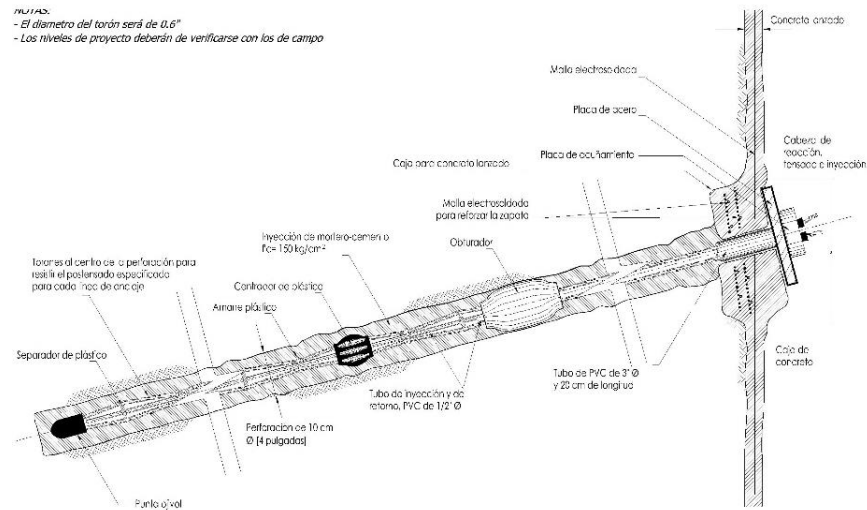 NOTAS:
- El diametro del torón será de 0.6"
- Los niveles de proyecto deberán de verificarse con los de campo
Concreto lanzado
Malla electrosoldada
Placa de acero
Cabeza de
reacción,
tensado e inyección
Placa de acuñamiento
Caja para concreto lanzado
Malla electrosoldada
para reforzar la zapata
Obturador
Inyección de mortero-cemento
f'c= 150 kg/cm²
Torones al centro de la perforación para
resistir el postensado especificado
para cada línea de anclaje
Centrador de plástico
Amarre plástico
Separador de plástico
Caja de
concreto
Tubo de PVC de 3" Ø
y 20 cm de longitud
Tubo de inyección y de
retorno, PVC de 1/2" Ø
Perforación de 10 cm
Ø [4 pulgadas]
Punta ojival